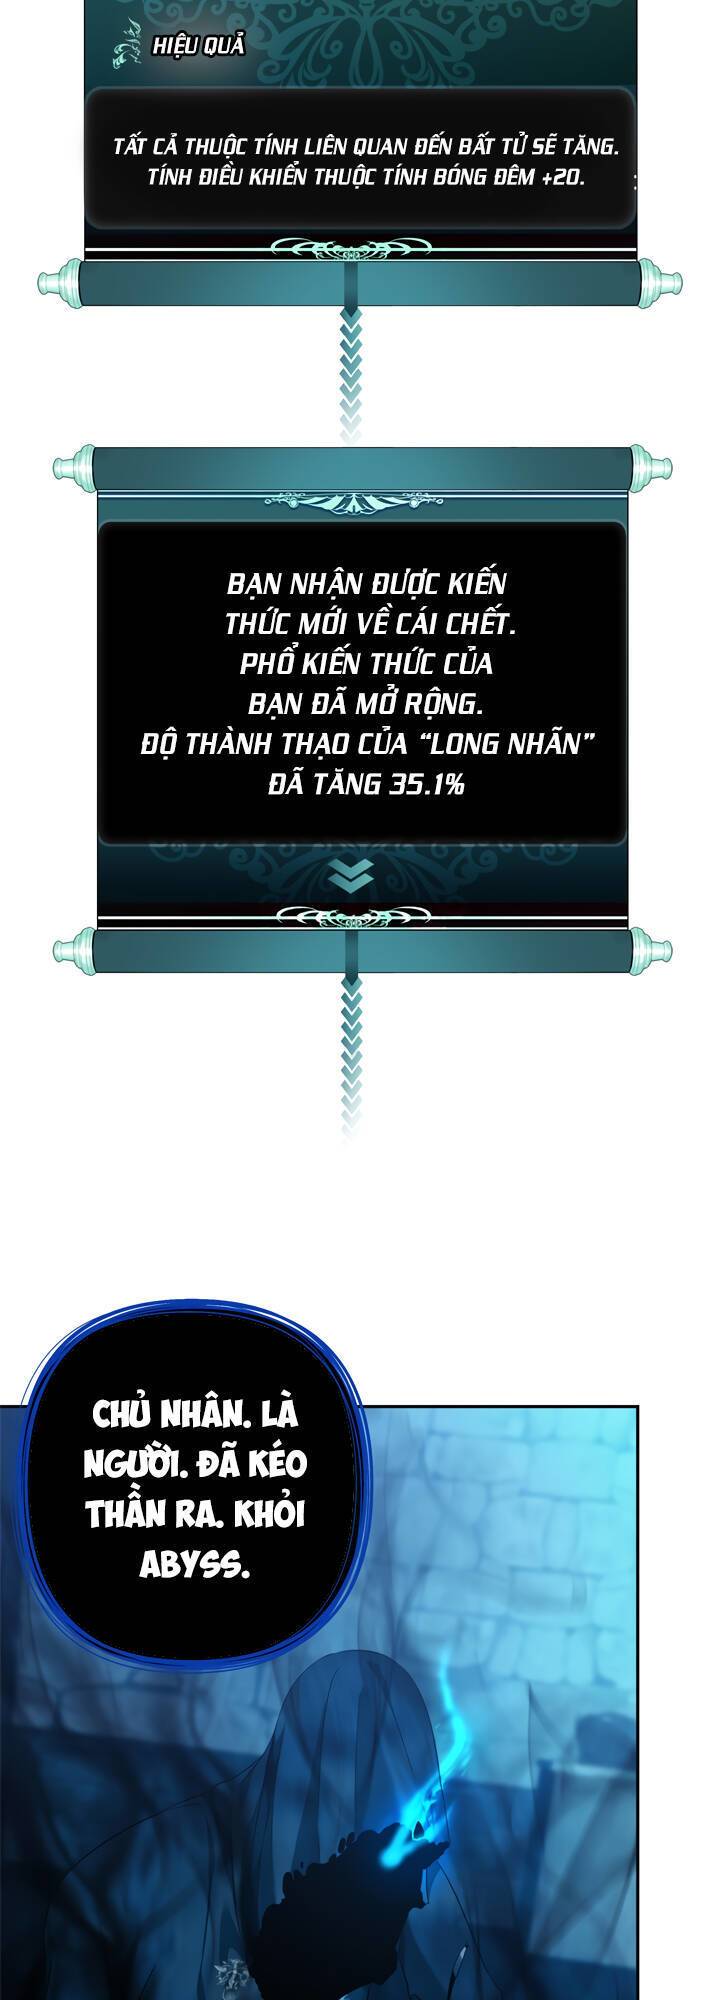 HIỆU QUẢ
TẤT CẢ THUỘC TÍNH LIÊN QUAN ĐẾN BẤT TỬ SẼ TĂNG.
TÍNH ĐIỀU KHIỂN THUỘC TÍNH BÓNG ĐÊM +20.
BẠN NHẬN ĐƯỢC KIẾN
THỨC MỚI VỀ CÁI CHẾT.
PHỔ KIẾN THỨC CỦA
BẠN ĐÃ MỞ RỘNG.
ĐỘ THÀNH THẠO CỦA “LONG NHÃN”
ĐÃ TĂNG 35.1%
CHỦ NHÂN. LÀ
NGƯỜI. ĐÃ KÉO
THẦN RA. KHỎI
ABYSS.